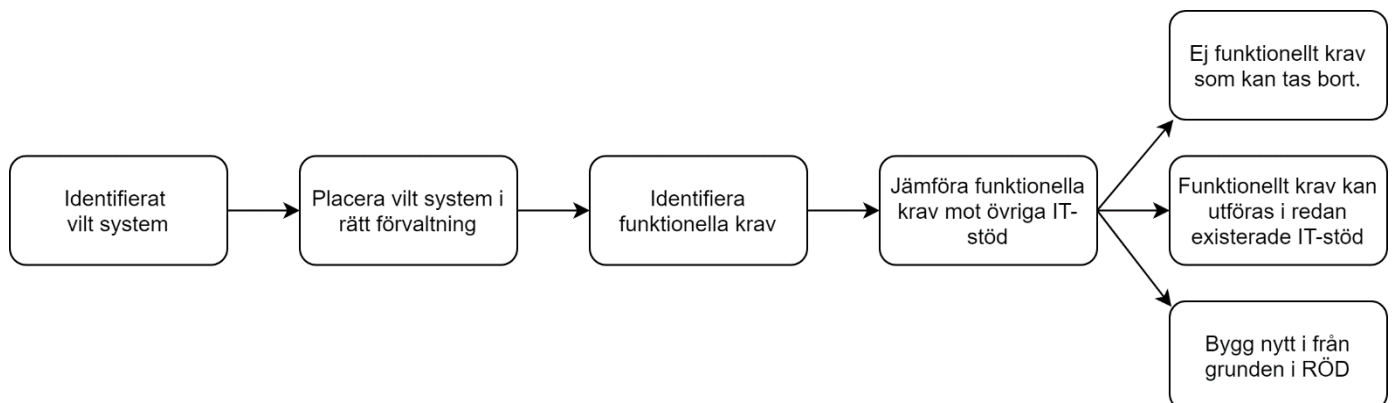 Identifierat
vilt system
Placera vilt system i
rätt förvaltning
Identifiera
funktionella krav
Jämföra funktionella
krav mot övriga IT-
stöd
Ej funktionellt krav
som kan tas bort.
Funktionellt krav kan
utföras i redan
existerade IT-stöd
Bygg nytt i från
grunden i RÖD